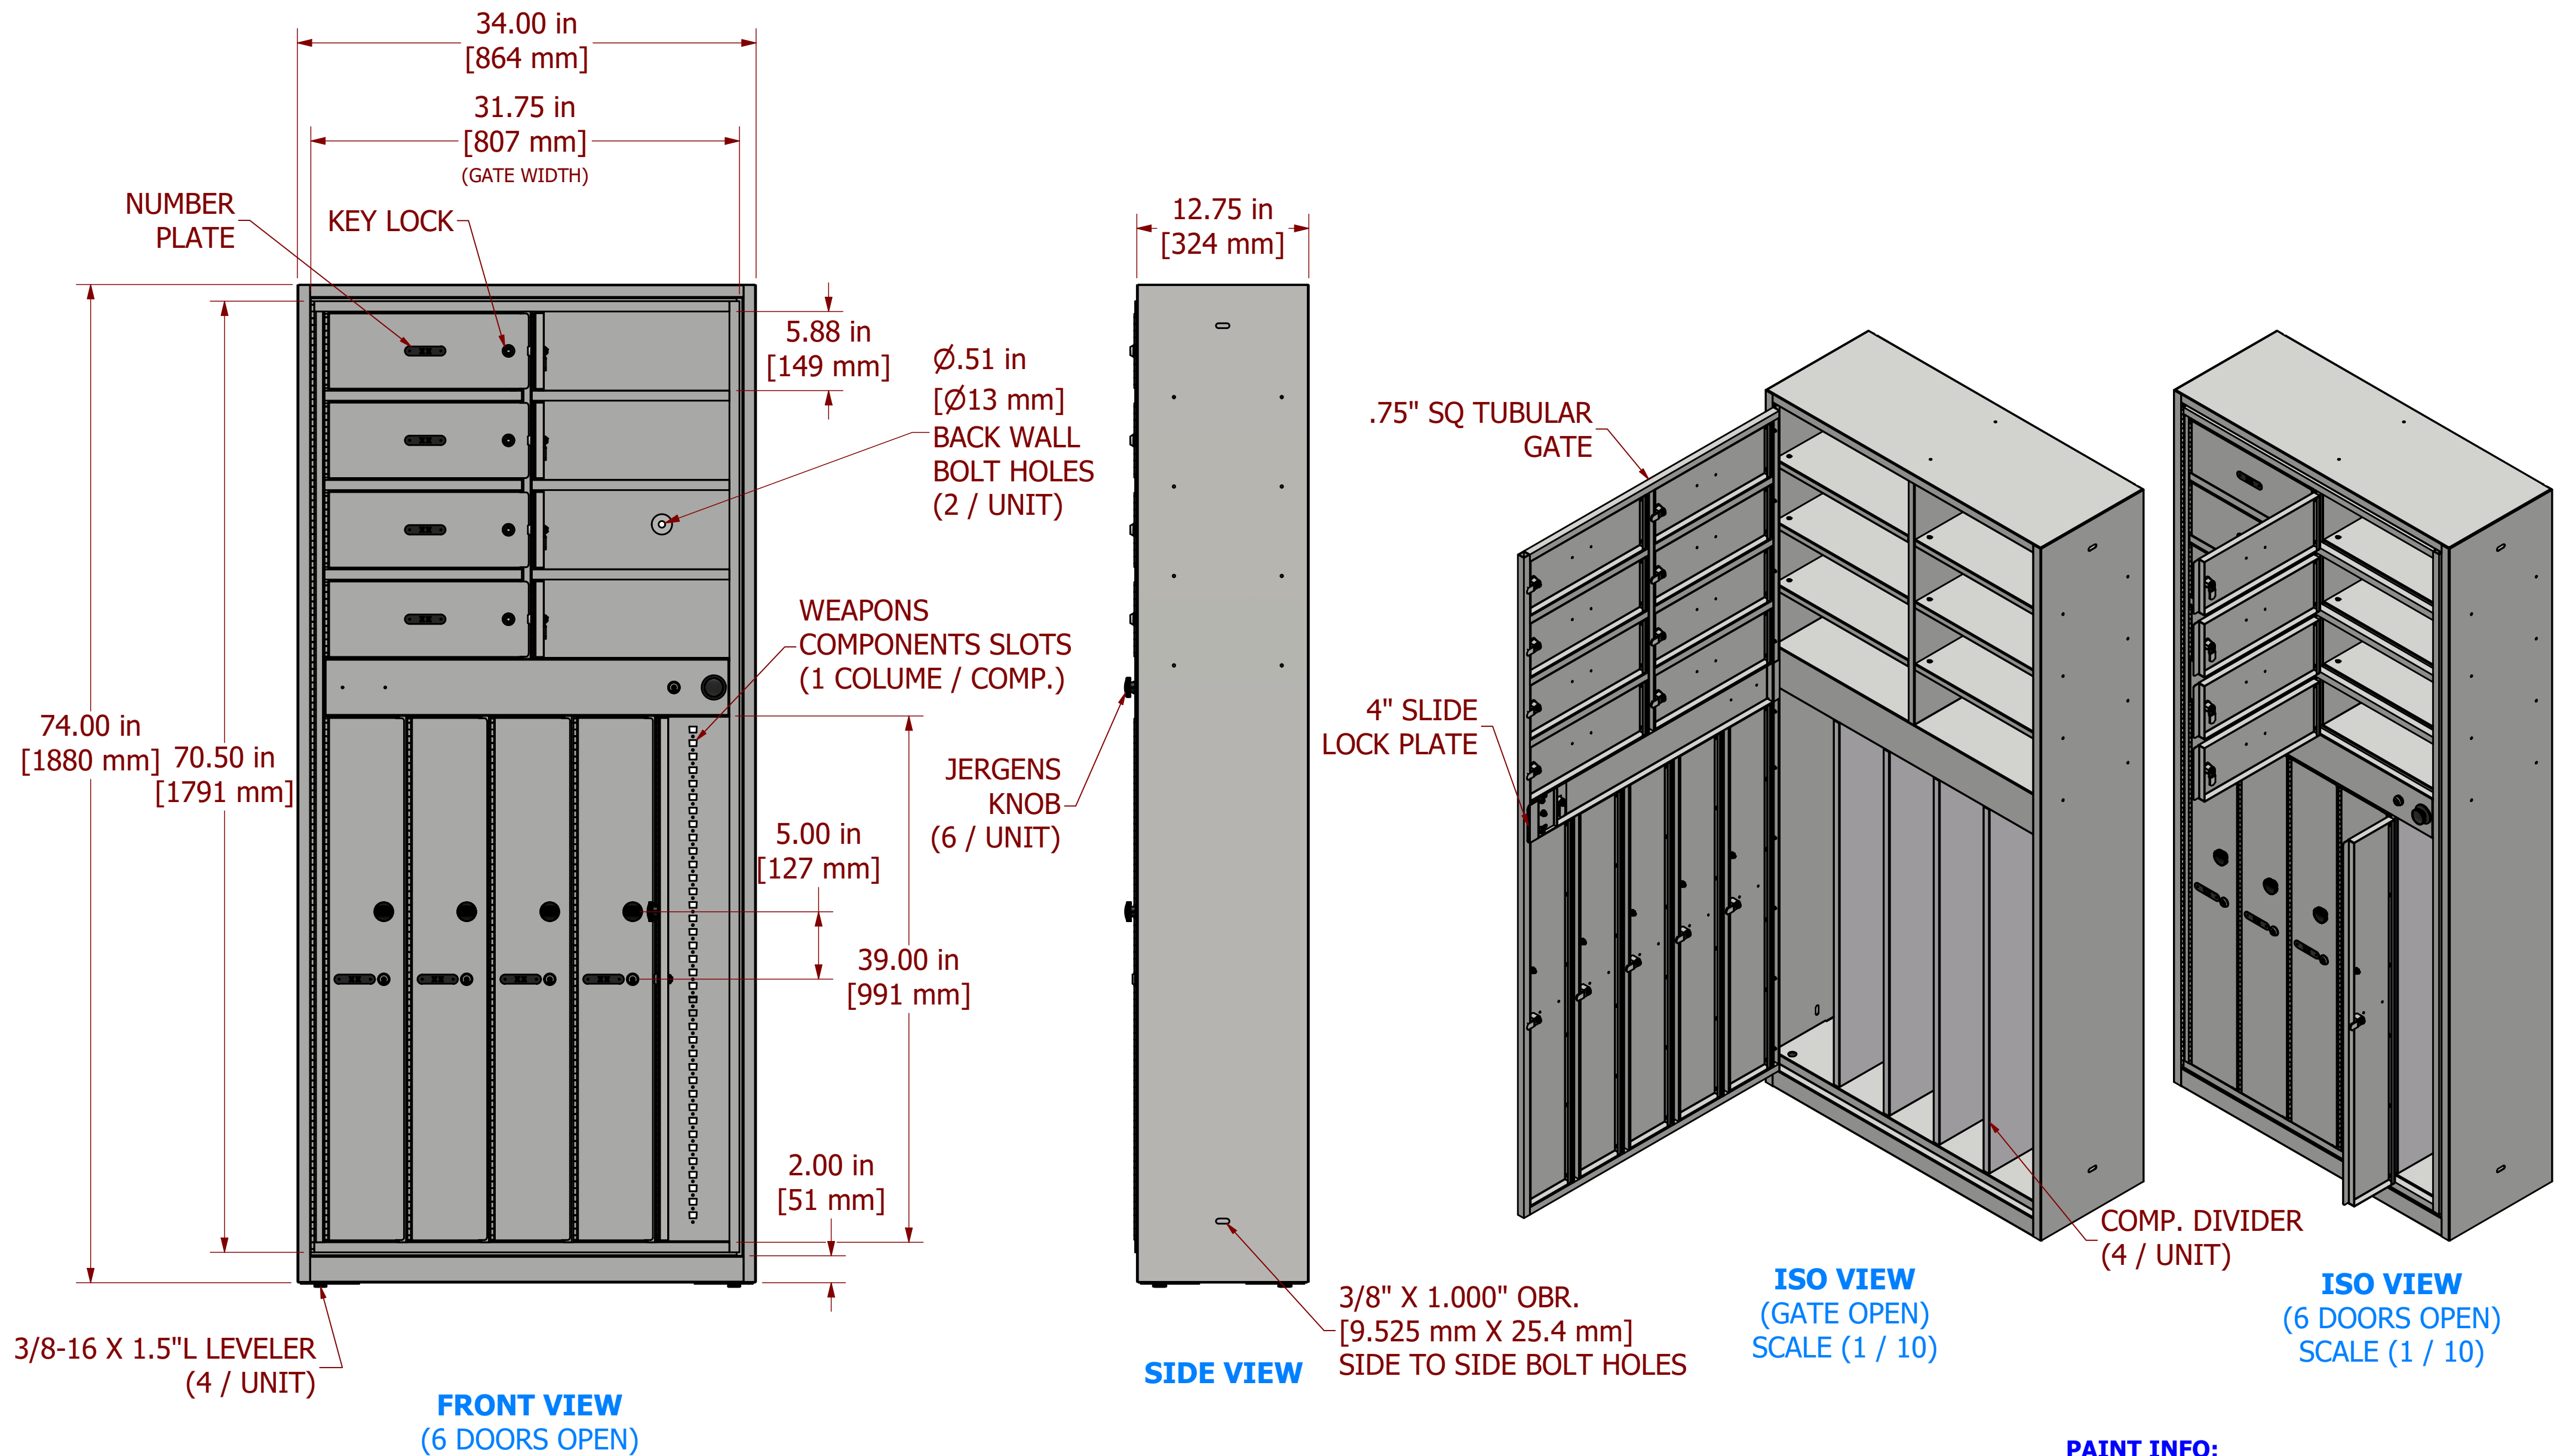 34.00 in
[864 mm]
31.75 in
[807 mm]
(GATE WIDTH)
NUMBER
PLATE
KEY LOCK
5.88 in
[149 mm]
Ø.51 in
[Ø13 mm]
BACK WALL
BOLT HOLES
(2 / UNIT)
WEAPONS
COMPONENTS SLOTS
(1 COLUME / COMP.)
74.00 in
[1880 mm]
70.50 in
[1791 mm]
5.00 in
[127 mm]
39.00 in
[991 mm]
2.00 in
[51 mm]
3/8-16 X 1.5"L LEVELER
(4 / UNIT)
FRONT VIEW
(6 DOORS OPEN)
12.75 in
[324 mm]
JERGENS
KNOB
(6 / UNIT)
3/8" X 1.000" OBR.
[9.525 mm X 25.4 mm]
SIDE TO SIDE BOLT HOLES
SIDE VIEW
.75" SQ TUBULAR
GATE
4" SLIDE
LOCK PLATE
COMP. DIVIDER
(4 / UNIT)
ISO VIEW
(GATE OPEN)
SCALE (1 / 10)
ISO VIEW
(6 DOORS OPEN)
SCALE (1 / 10)
PAINT INFO: